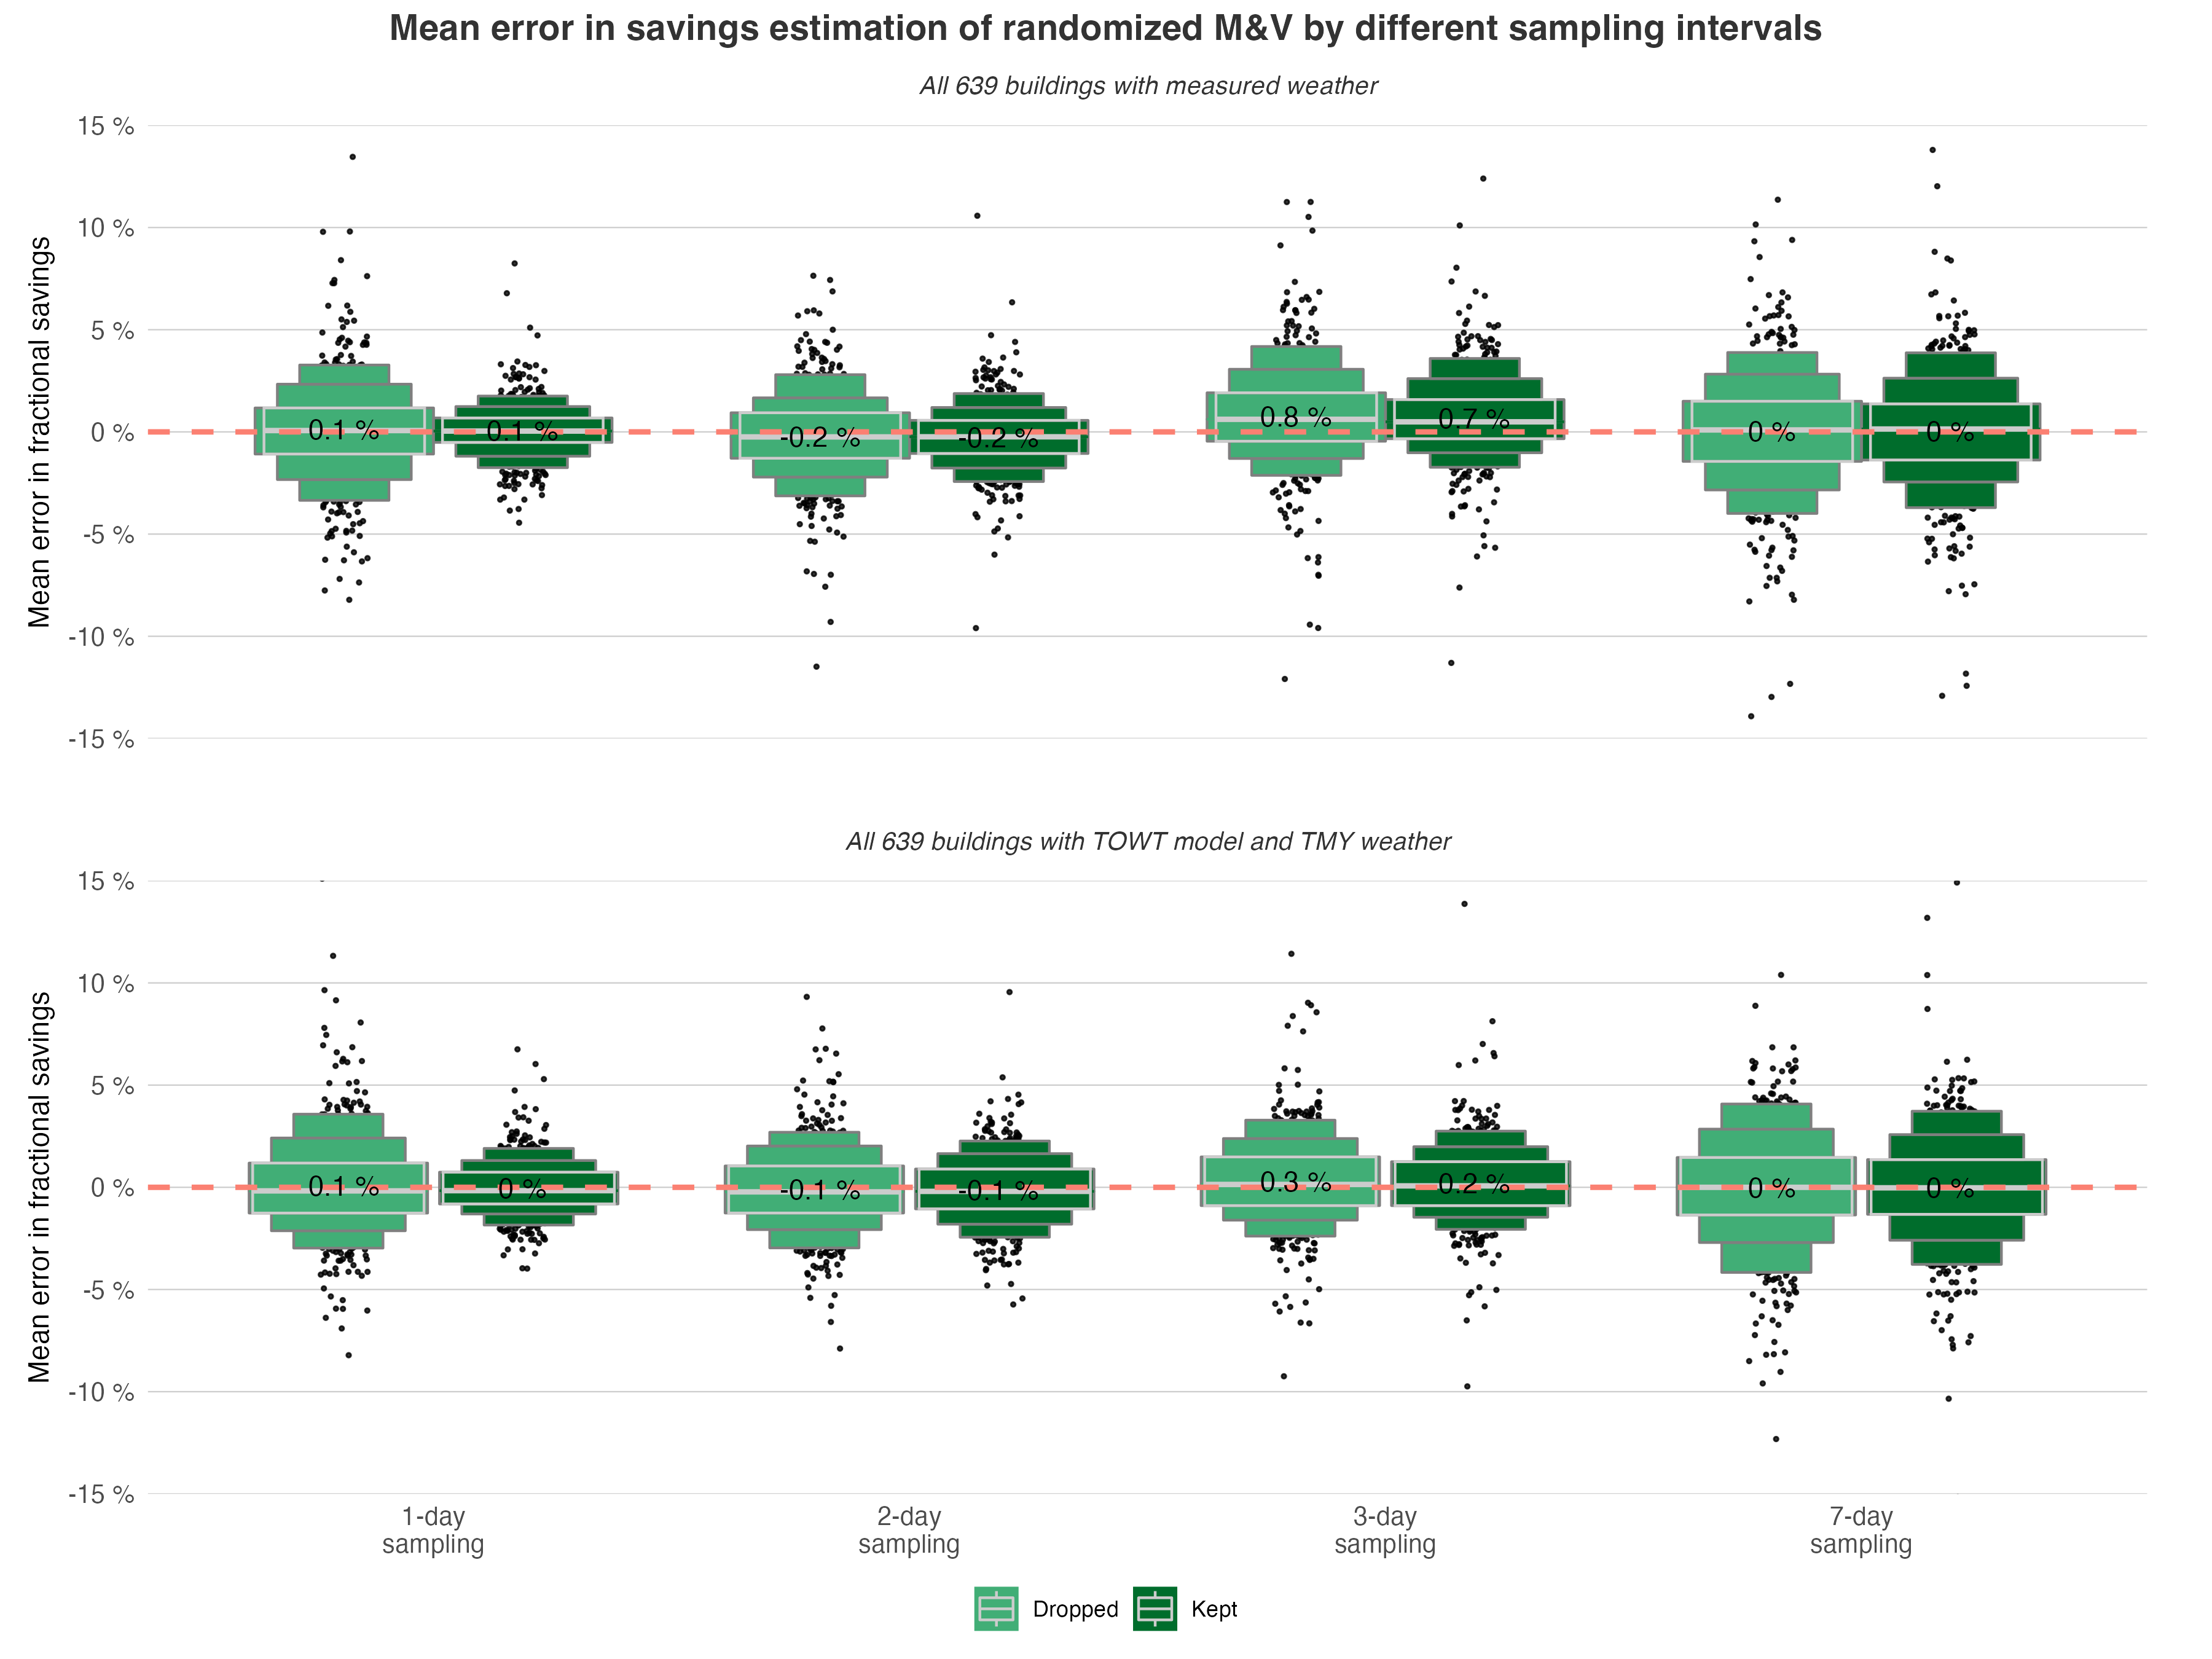 Mean error in savings estimation of randomized M&V by different sampling intervals
All 639 buildings with measured weather
Mean error in fractional savings
15 %
10 %
5 %
0 %
-5 %
-10 %
-15 %
0.1 %
0.1 %
-0.2 %
-0.2 %
0.8 %
0.7 %
0 %
0 %
All 639 buildings with TOWT model and TMY weather
Mean error in fractional savings
15 %
10 %
5 %
0 %
-5 %
-10 %
-15 %
0.1 %
0 %
-0.1 %
-0.1 %
0.3 %
0.2 %
0 %
0 %
1-day
sampling
2-day
sampling
3-day
sampling
7-day
sampling
Dropped
Kept